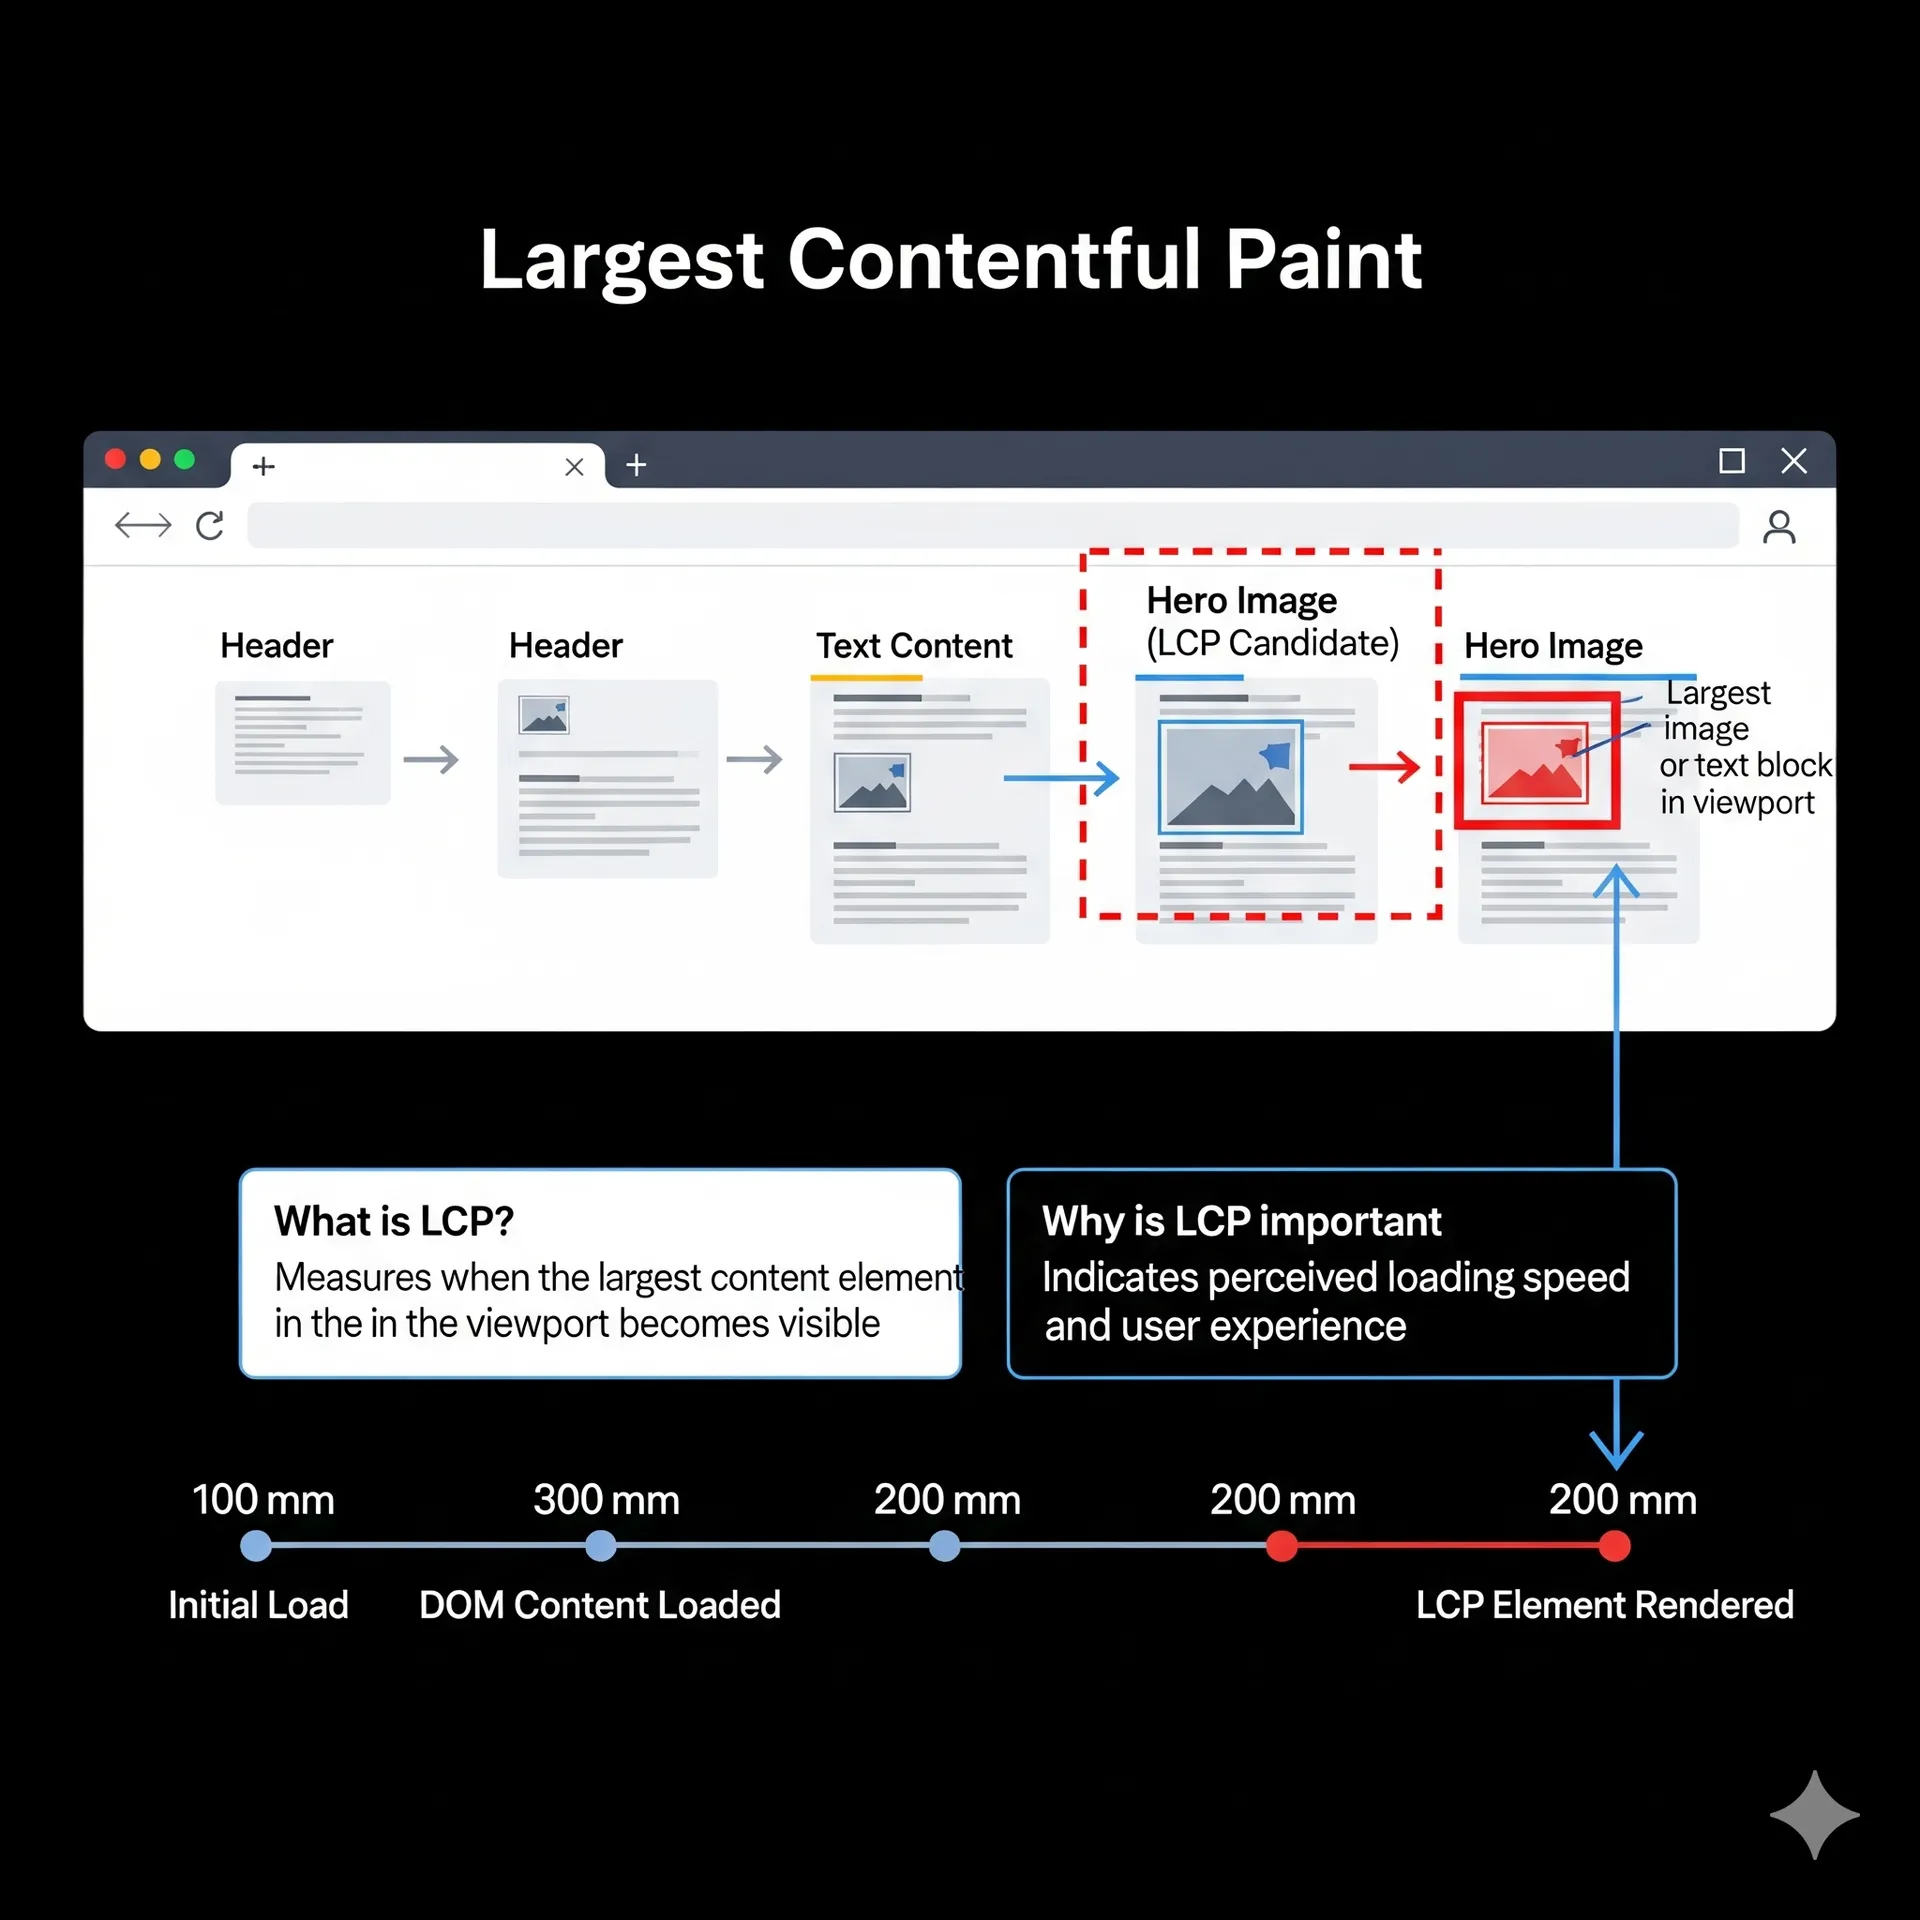 Largest Contentful Paint
Header
Header
Text Content
Hero Image
(LCP Candidate)
Hero Image
Largest
image
or text block
in viewport
What is LCP?
Measures when the largest content element
in the in the viewport becomes visible
Why is LCP important
Indicates perceived loading speed
and user experience
100 mm
300 mm
200 mm
200 mm
200 mm
Initial Load
DOM Content Loaded
LCP Element Rendered